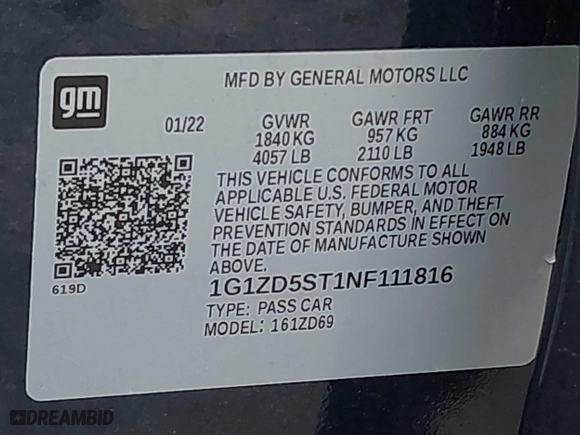 gm
MFD BY GENERAL MOTORS LLC
01/22
GVWR
1840 KG
4057 LB
GAWR FRT
957 KG
2110 LB
GAWR RR
884 KG
1948 LB
THIS VEHICLE CONFORMS TO ALL
APPLICABLE U.S. FEDERAL MOTOR
VEHICLE SAFETY, BUMPER, AND THEFT
PREVENTION STANDARDS IN EFFECT ON
THE DATE OF MANUFACTURE SHOWN
ABOVE.
619D
1G1ZD5ST1NF111816
TYPE: PASS CAR
MODEL: 161ZD69
DREAMBID